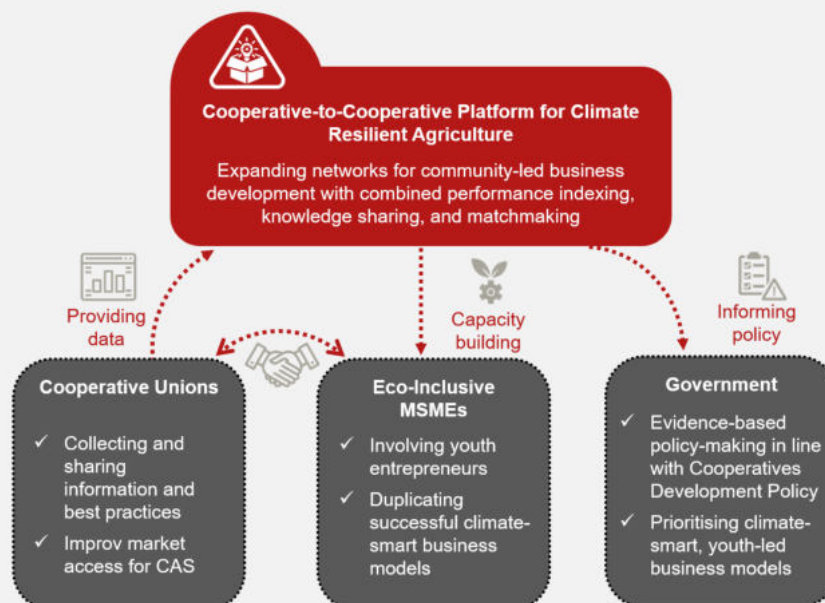 Cooperative-to-Cooperative Platform for Climate
Resilient Agriculture
Expanding networks for community-led business
development with combined performance indexing,
knowledge sharing, and matchmaking
Providing
data
Capacity
building
Informing
policy
Cooperative Unions
✓ Collecting and
sharing
information and
best practices
✓ Improv market
access for CAS
Eco-Inclusive
MSMEs
✓ Involving youth
entrepreneurs
✓ Duplicating
successful climate-
smart business
models
Government
✓ Evidence-based
policy-making in line
with Cooperatives
Development Policy
✓ Prioritising climate-
smart, youth-led
business models